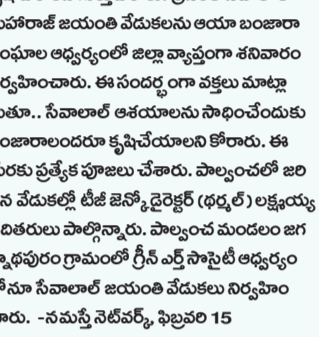 మహారాజ్ జయంతి వేడుకలను ఆయా బంజారా
సంఘాల ఆధ్వర్యంలో జిల్లా వ్యాప్తంగా శనివారం
ర్వహించారు. ఈ సందర్భంగా వక్తలు మాట్లా
తూ.. సేవాలాల్ ఆశయాలను సాధించేందుకు
ంజారాలందరూ కృషిచేయాలని కోరారు. ఈ
రకు ప్రత్యేక పూజలు చేశారు. పాల్వంచలో జరి
న వేడుకల్లో టీజీ జెన్కోడైరెక్టర్ (థర్మల్) లక్ష్మయ్య
దితరులు పాల్గొన్నారు. పాల్వంచ మండలం జగ
న్నాథపురం గ్రామంలో గ్రీన్ ఎర్త్ సొసైటీ ఆధ్వర్యం
లోనూ సేవాలాల్ జయంతి వేడుకలు నిర్వహిం
ారు. -నమస్తే నెట్‌వర్క్, ఫిబ్రవరి 15